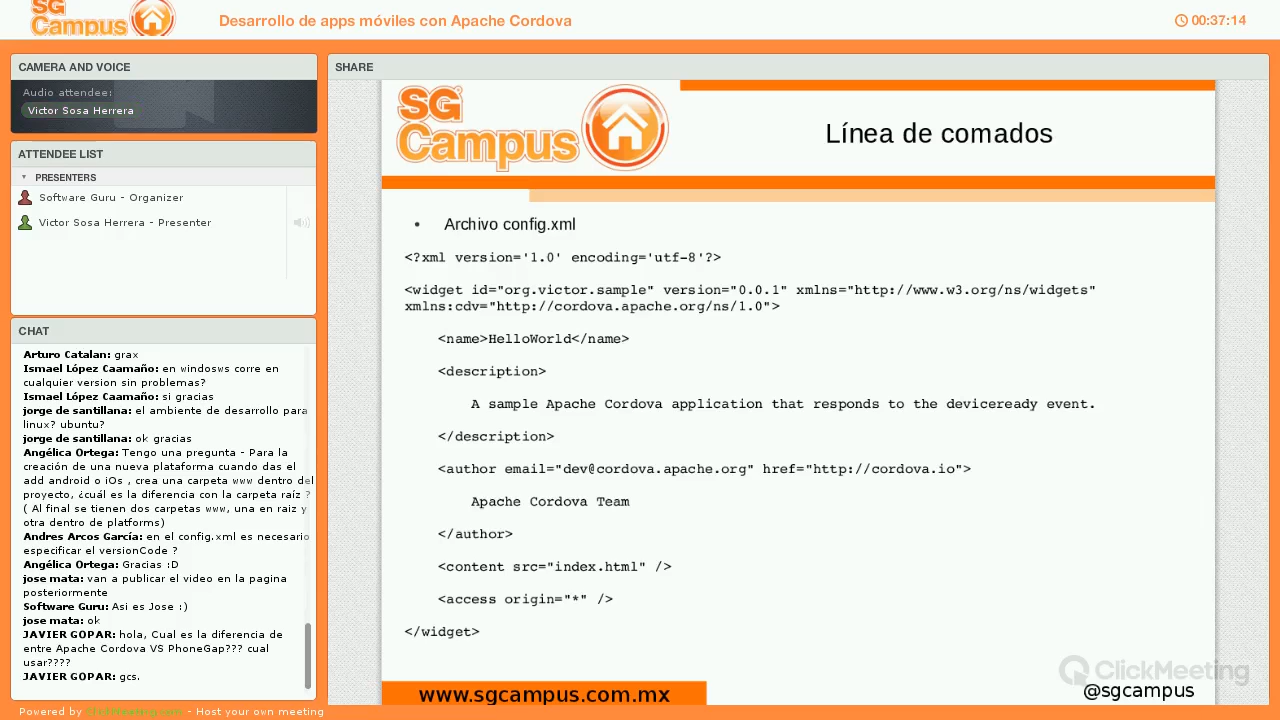 SG
Campus
Desarrollo de apps móviles con Apache Cordova
00:37:14
CAMERA AND VOICE
Audio attendee:
Victor Sosa Herrera
ATTENDEE LIST
PRESENTERS
Software Guru - Organizer
Victor Sosa Herrera - Presenter
CHAT
Arturo Catalan: grax
Ismael López Caamaño: en windosws corre en
cualquier version sin problemas?
Ismael López Caamaño: si gracias
jorge de santillana: el ambiente de desarrollo para
linux? ubuntu?
jorge de santillana: ok gracias
Angélica Ortega: Tengo una pregunta - Para la
creación de una nueva plataforma cuando das el
add android o iOs , crea una carpeta www dentro del
proyecto, ¿cuál es la diferencia con la carpeta raíz ?
( Al final se tienen dos carpetas www, una en raiz y
otra dentro de platforms)
Andres Arcos García: en el config.xml es necesario
especificar el versionCode ?
Angélica Ortega: Gracias :D
jose mata: van a publicar el video en la pagina
posteriormente
Software Guru: Asi es Jose :)
jose mata: ok
JAVIER GOPAR: hola, Cual es la diferencia de
entre Apache Cordova VS PhoneGap??? cual
usar????
JAVIER GOPAR: gcs.
Powered by ClickMeeting.com - Host your own meeting
SHARE
SG
Campus
Línea de comados
• Archivo config.xml
<?xml version='1.0' encoding='utf-8'?>
<widget id="org.victor.sample" version="0.0.1" xmlns="http://www.w3.org/ns/widgets"
xmlns:cdv="http://cordova.apache.org/ns/1.0">
<name>HelloWorld</name>
<description>
A sample Apache Cordova application that responds to the deviceready event.
</description>
<author email="dev@cordova.apache.org" href="http://cordova.io">
Apache Cordova Team
</author>
<content src="index.html" />
<access origin="*" />
</widget>
ClickMeeting
www.sgcampus.com.mx
@sgcampus